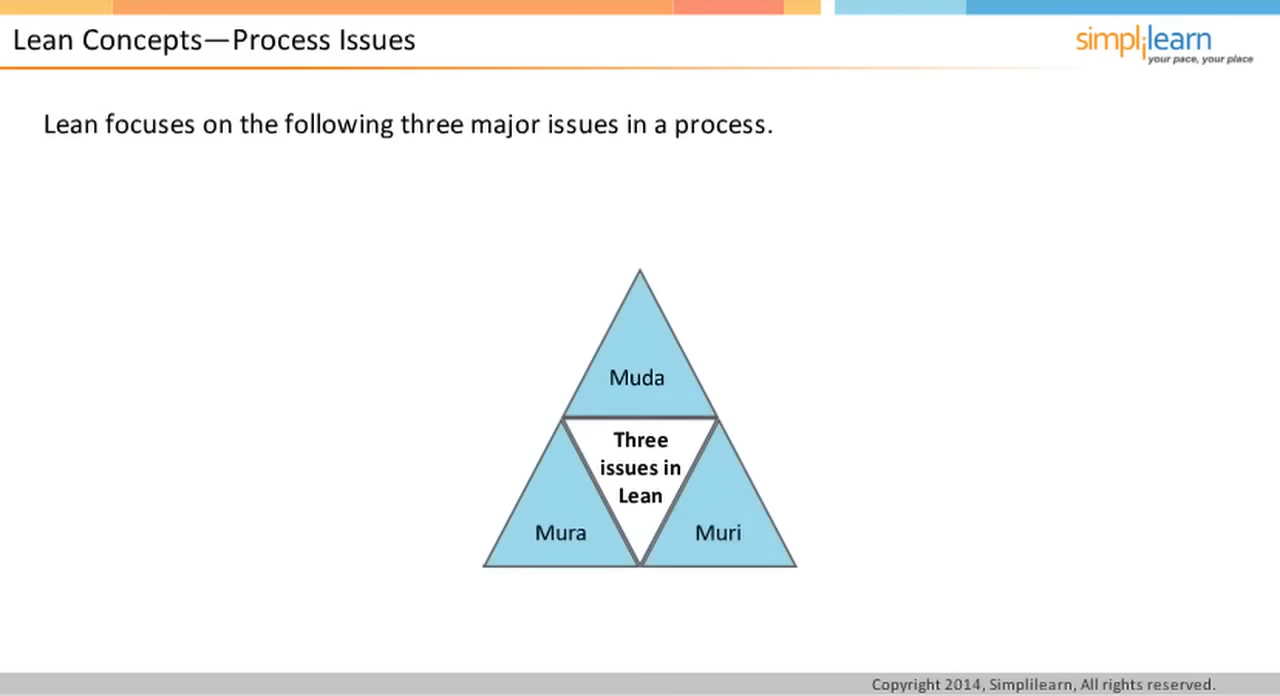 Lean Concepts—Process Issues
simplilearn
your pace, your place
Lean focuses on the following three major issues in a process.
Muda
Three
issues in
Lean
Mura
Muri
Copyright 2014, Simplilearn, All rights reserved.